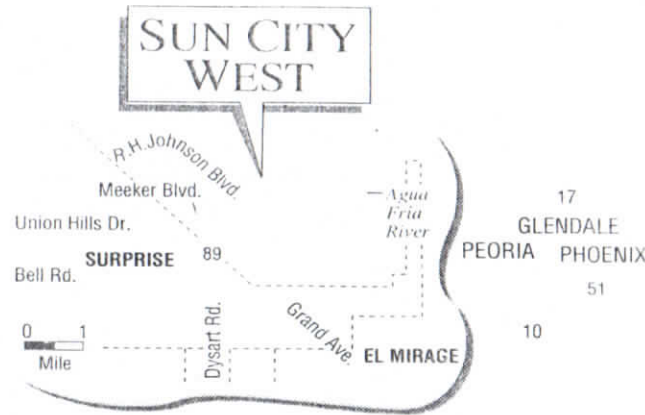 SUN CITY
WEST
R.H. Johnson Blvd.
Meeker Blvd.
Union Hills Dr.
SURPRISE
89
Bell Rd.
Agua
Fria
River
17
GLENDALE
PEORIA
PHOENIX
51
10
0 1
Mile
Dysart Rd.
Grand Ave.
EL MIRAGE